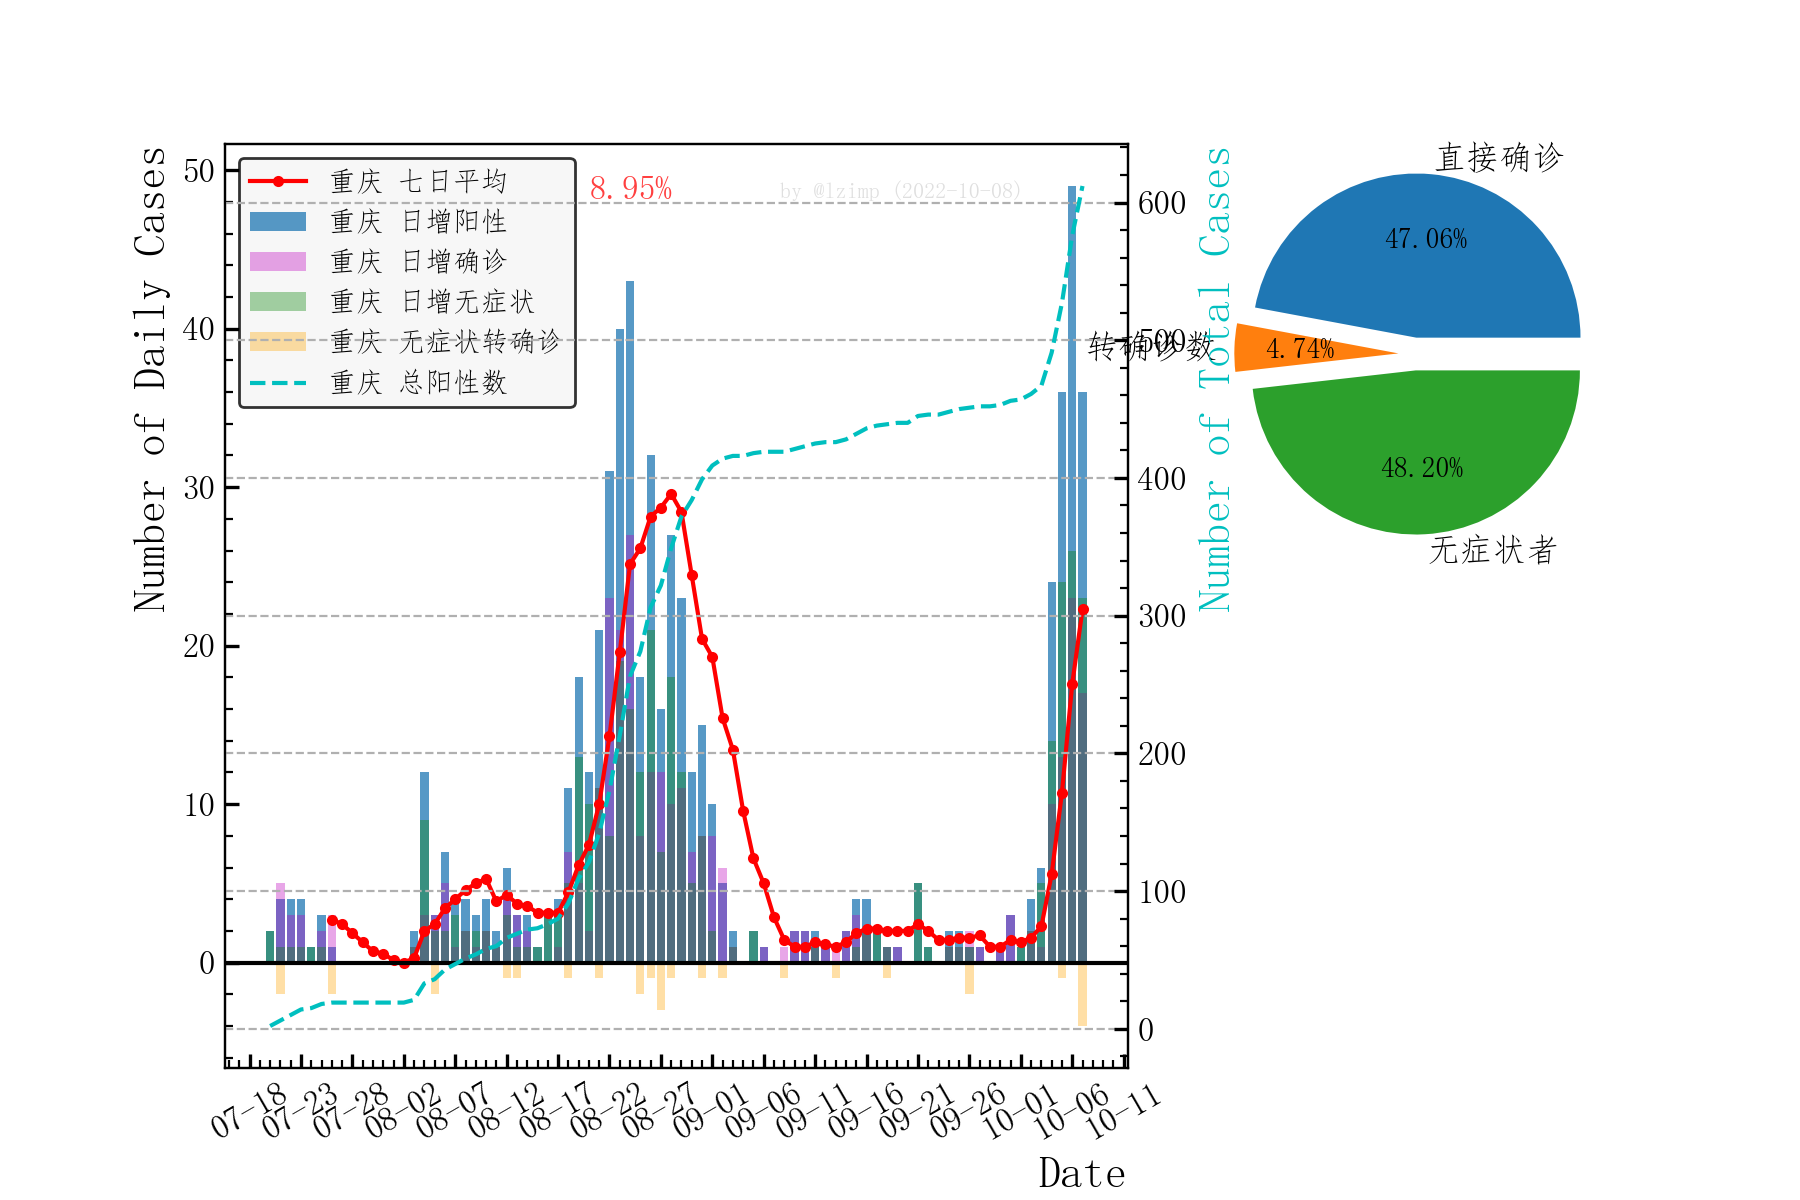 重庆 七日平均
重庆 日增阳性
重庆 日增确诊
重庆 日增无症状
重庆 无症状转确诊
重庆 总阳性数
8.95%
by @lzimp (2022-10-08)
Number of Daily Cases
50
40
30
20
10
0
600
500
400
300
200
100
0
Number of Total Cases
07-18
07-23
07-28
08-02
08-07
08-12
08-17
08-22
08-27
09-01
09-06
09-11
09-16
09-21
09-26
10-01
10-06
10-11
Date
直接确诊
47.06%
转确诊数
4.74%
48.20%
无症状者